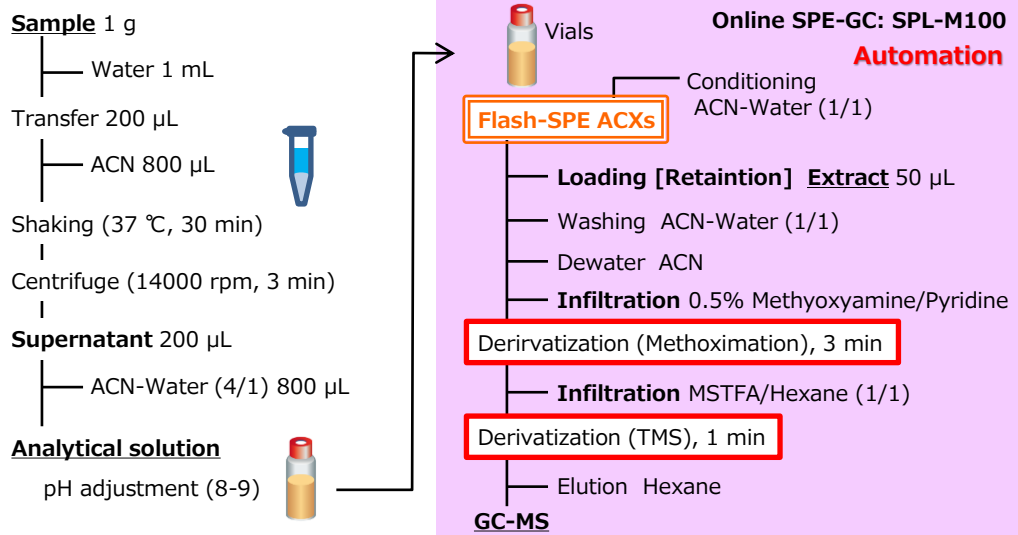 Sample 1 g
Water 1 mL
Transfer 200 μL
ACN 800 μL
Shaking (37 ℃, 30 min)
Centrifuge (14000 rpm, 3 min)
Supernatant 200 μL
ACN-Water (4/1) 800 μL
Analytical solution
pH adjustment (8-9)
Online SPE-GC: SPL-M100
Automation
Vials
Conditioning
ACN-Water (1/1)
Flash-SPE ACXs
Loading [Retaintion] Extract 50 μL
Washing ACN-Water (1/1)
Dewater ACN
Infiltration 0.5% Methyoxyamine/Pyridine
Derirvatization (Methoximation), 3 min
Infiltration MSTFA/Hexane (1/1)
Derivatization (TMS), 1 min
Elution Hexane
GC-MS